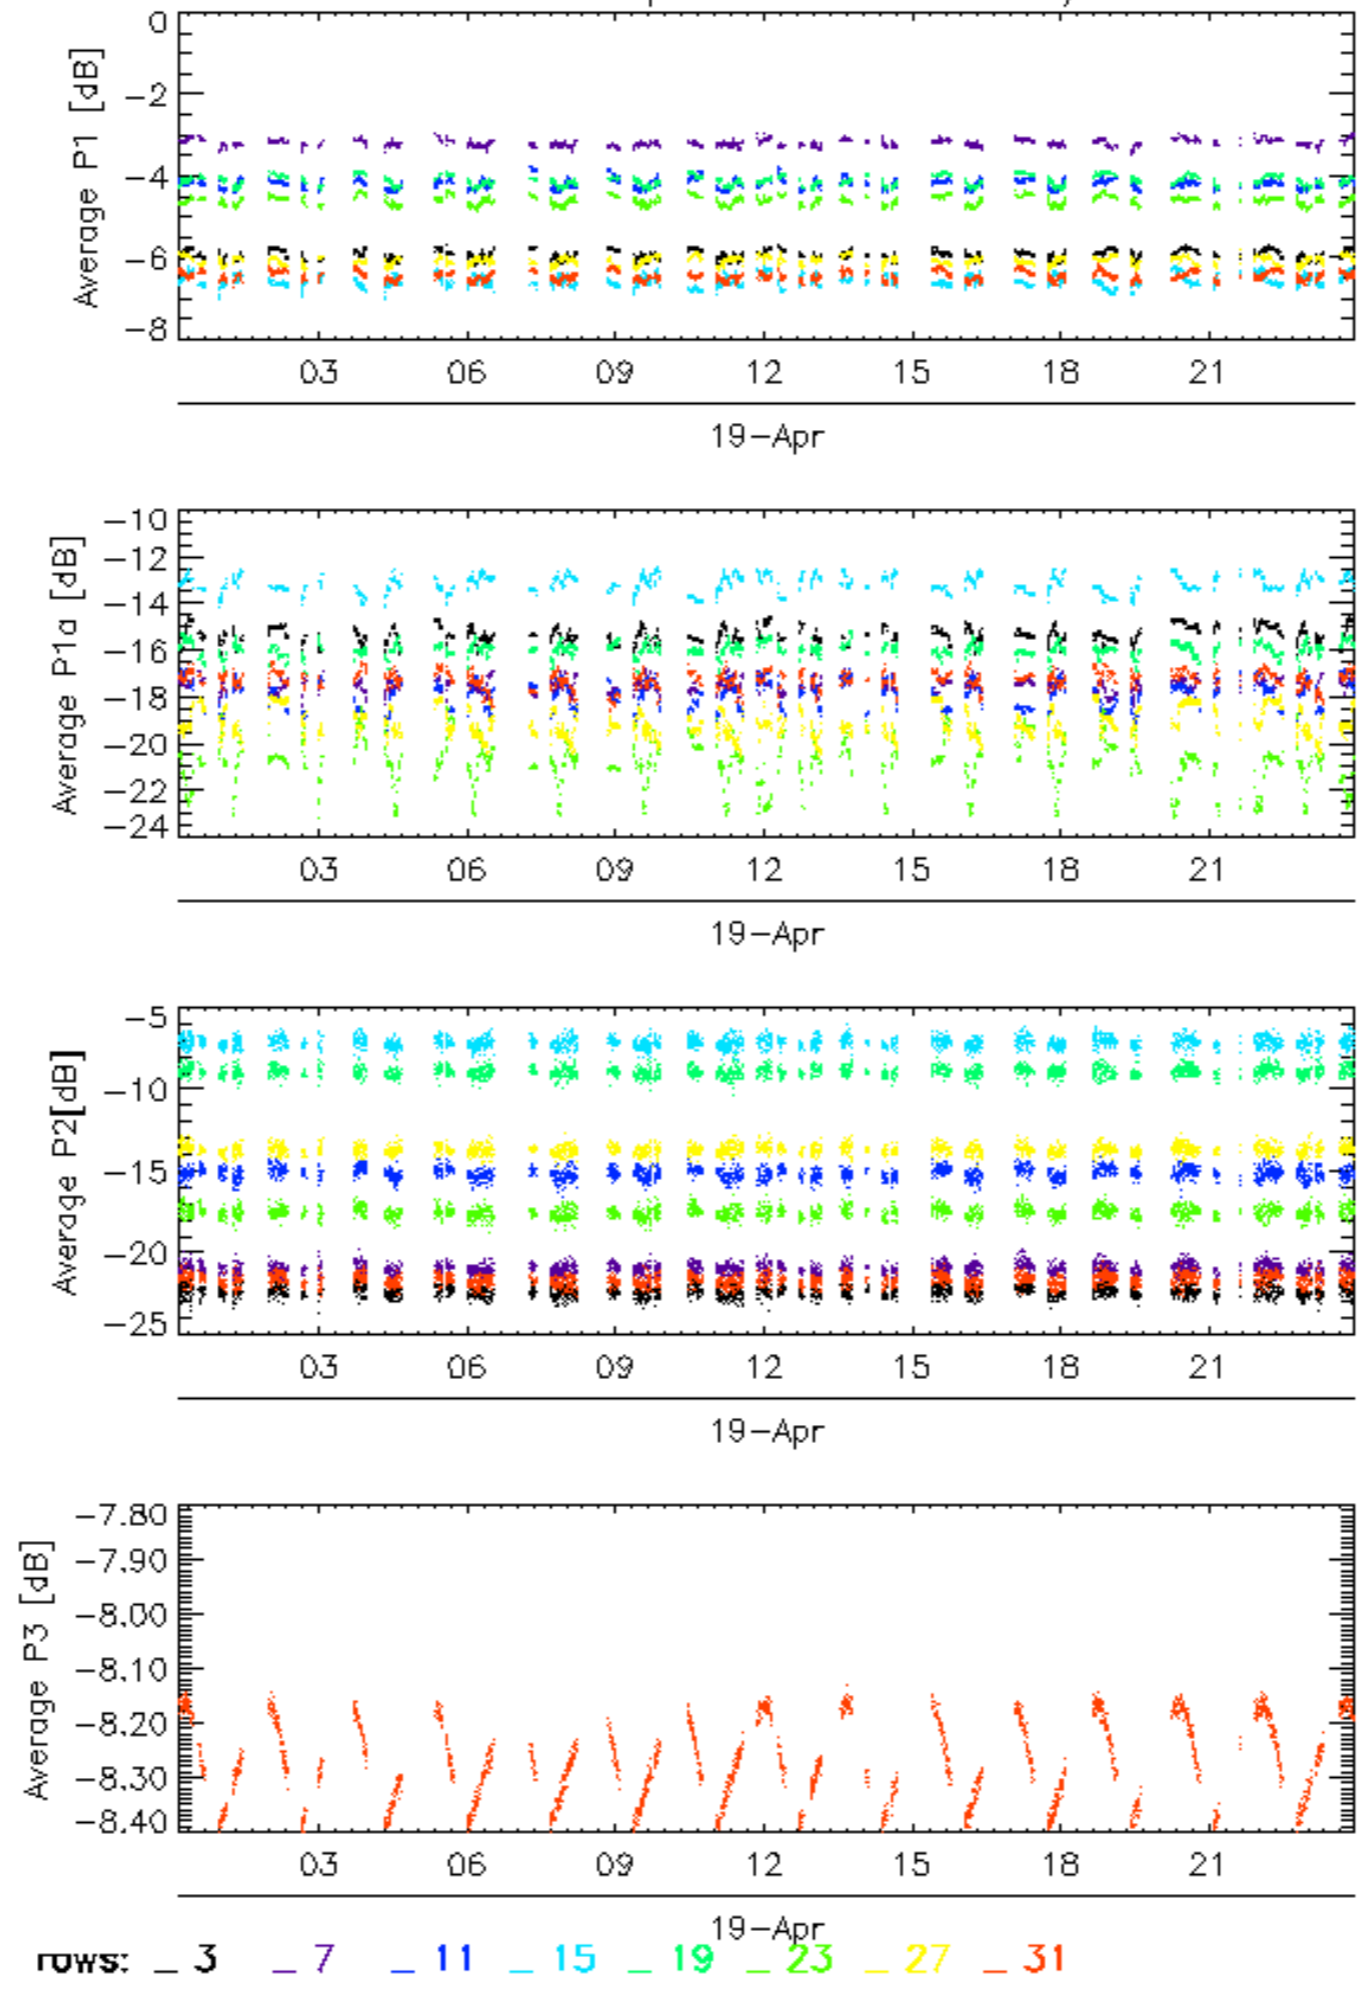 0
-2
-4
-6
-8
Average P1 [dB]
03 06 09 12 15 18 21
19-Apr
-10
-12
-14
-16
-18
-20
-22
-24
Average P1a [dB]
03 06 09 12 15 18 21
19-Apr
-5
-10
-15
-20
-25
Average P2[dB]
03 06 09 12 15 18 21
19-Apr
-7.80
-7.90
-8.00
-8.10
-8.20
-8.30
-8.40
Average P3 [dB]
03 06 09 12 15 18 21
19-Apr
rows: _ 3 _ 7 _ 11 _ 15 _ 19 _ 23 _ 27 _ 31